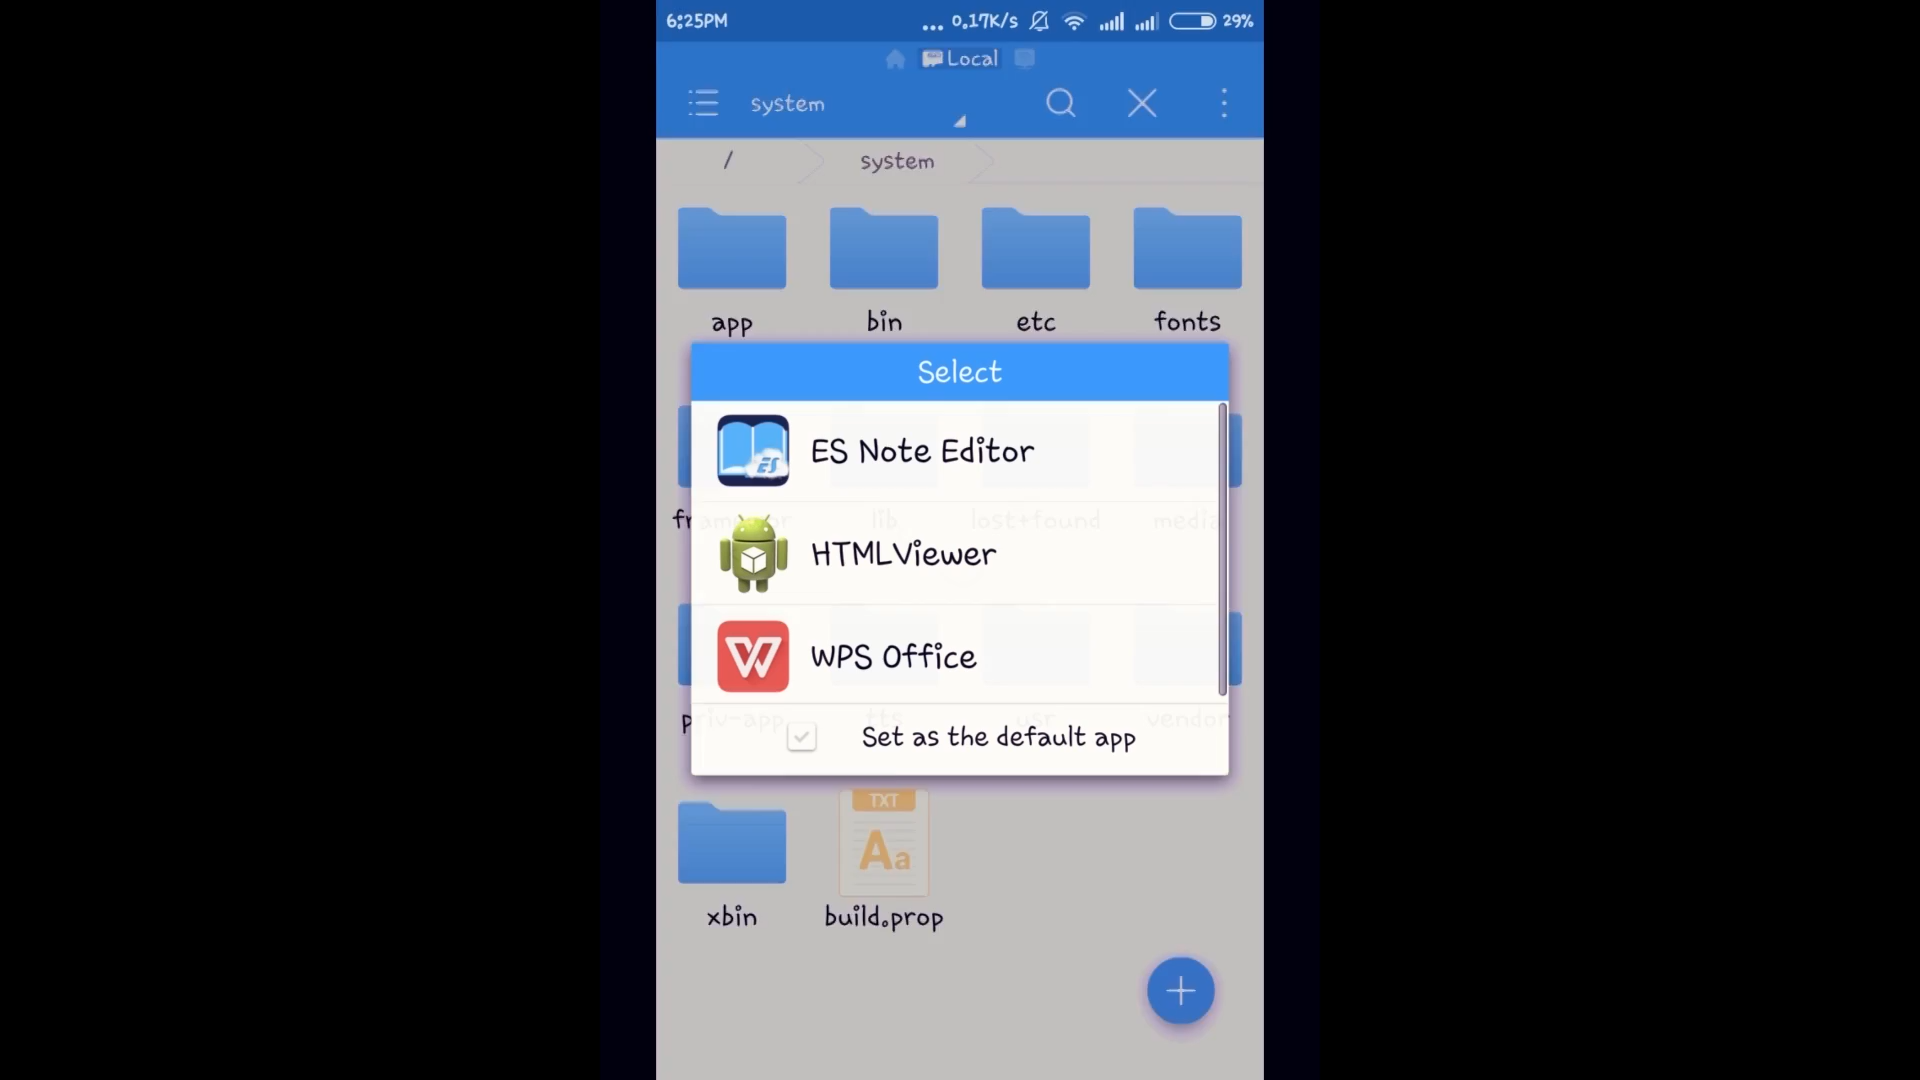 6:25PM
... 0.17K/s 29%
Local
system
/ system
app bin etc fonts
Select
ES
ES Note Editor
framewor lib lost+found media
HTMLViewer
W WPS Office
priv-app tts usr vendor
Set as the default app
TXT
Aa
xbin build.prop